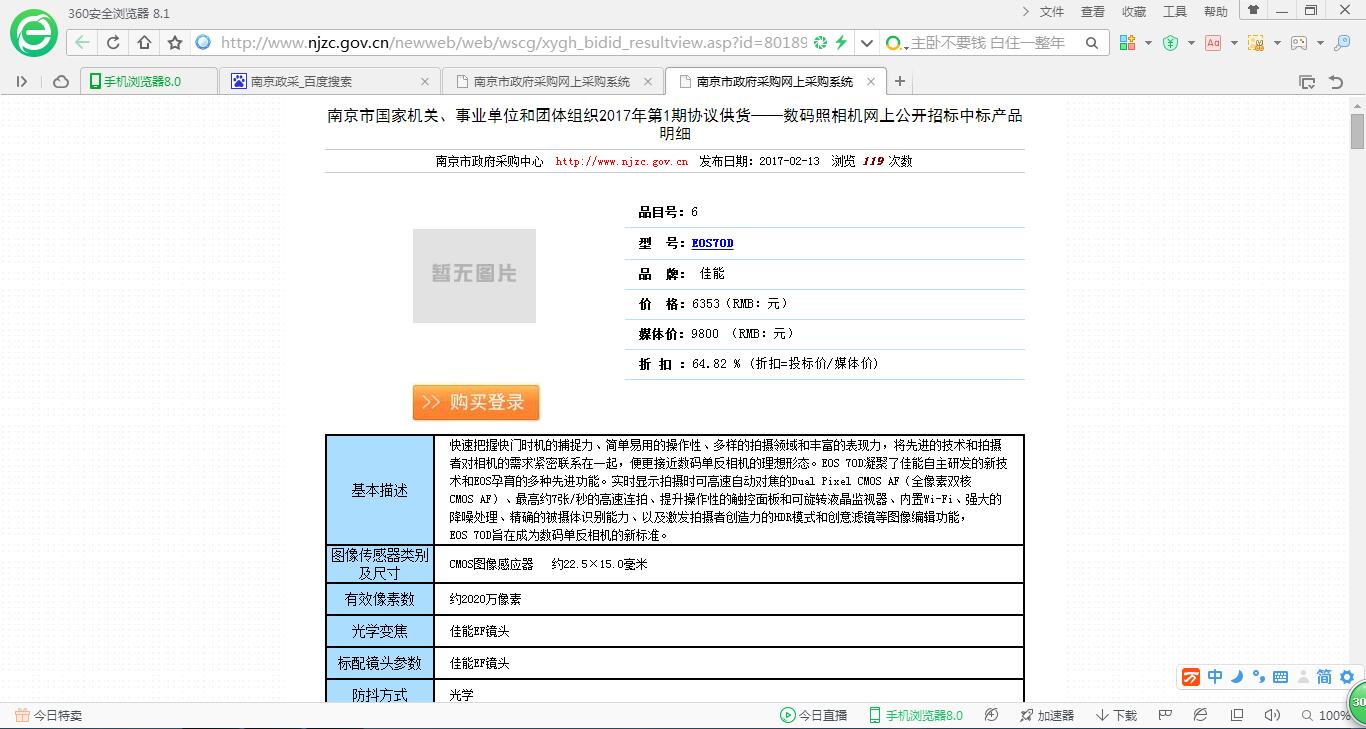 360安全浏览器 8.1
文件 查看 收藏 工具 帮助
http://www.njzc.gov.cn/newweb/web/wscg/xygh_bidid_resultview.asp?id=80189
主卧不要钱 白住一整年
手机浏览器8.0
南京政采_百度搜索
南京市政府采购网上采购系统
南京市政府采购网上采购系统
南京市国家机关、事业单位和团体组织2017年第1期协议供货——数码照相机网上公开招标中标产品
明细
南京市政府采购中心 http://www.njzc.gov.cn 发布日期：2017-02-13 浏览 119 次数
暂无图片
购买登录
品目号：6
型 号：EOS70D
品 牌： 佳能
价 格：6353（RMB：元）
媒体价：9800 （RMB：元）
折 扣 ：64.82 %（折扣=投标价/媒体价）
基本描述
快速把握快门时机的捕捉力、简单易用的操作性、多样的拍摄领域和丰富的表现力，将先进的技术和拍摄
者对相机的需求紧密联系在一起，便更接近数码单反相机的理想形态。EOS 70D凝聚了佳能自主研发的新技
术和EOS孕育的多种先进功能。实时显示拍摄时可高速自动对焦的Dual Pixel CMOS AF（全像素双核
CMOS AF）、最高约7张/秒的高速连拍、提升操作性的触控面板和可旋转液晶监视器、内置Wi-Fi、强大的
降噪处理、精确的被摄体识别能力、以及激发拍摄者创造力的HDR模式和创意滤镜等图像编辑功能，
EOS 70D旨在成为数码单反相机的新标准。
图像传感器类别
及尺寸
CMOS图像感应器 约22.5×15.0毫米
有效像素数
约2020万像素
光学变焦
佳能EF镜头
标配镜头参数
佳能EF镜头
防抖方式
光学
中
简
30
今日特卖
今日直播
手机浏览器8.0
加速器
下载
100%